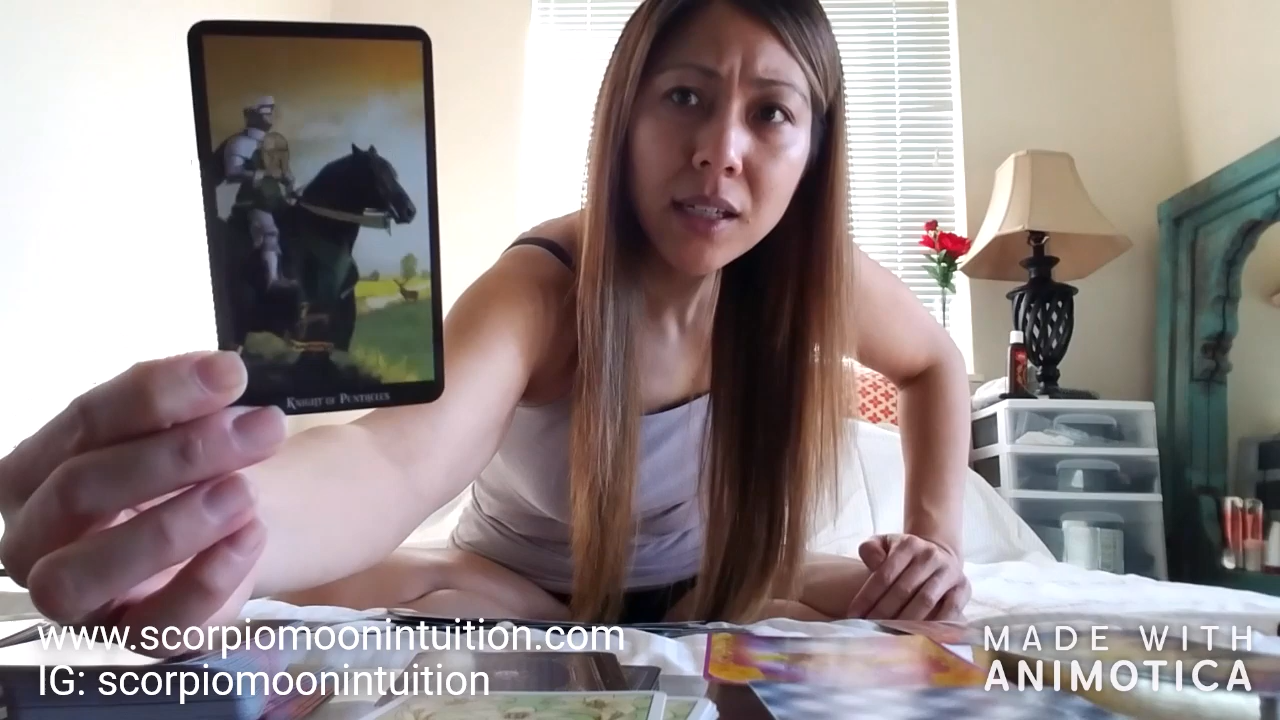 KNIGHT OF PENTACLES
www.scorpiomoonintuition.com
IG: scorpiomoonintuition
MADE WITH
ANIMOTICA